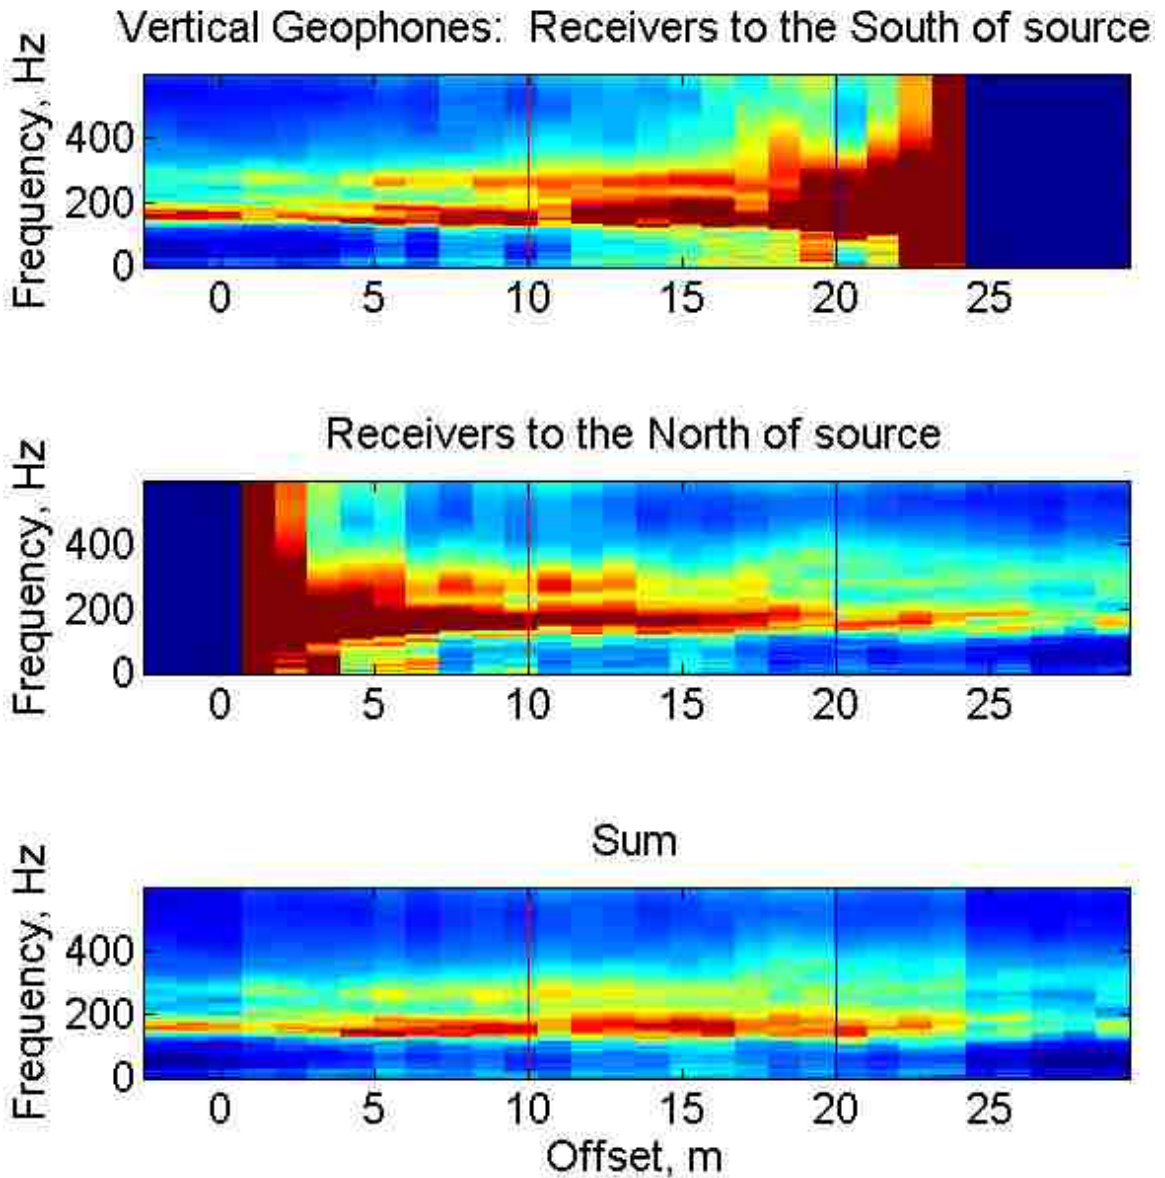 Vertical Geophones: Receivers to the South of source
Frequency, Hz
400
200
0
0 5 10 15 20 25
Receivers to the North of source
Frequency, Hz
400
200
0
0 5 10 15 20 25
Sum
Frequency, Hz
400
200
0
0 5 10 15 20 25
Offset, m